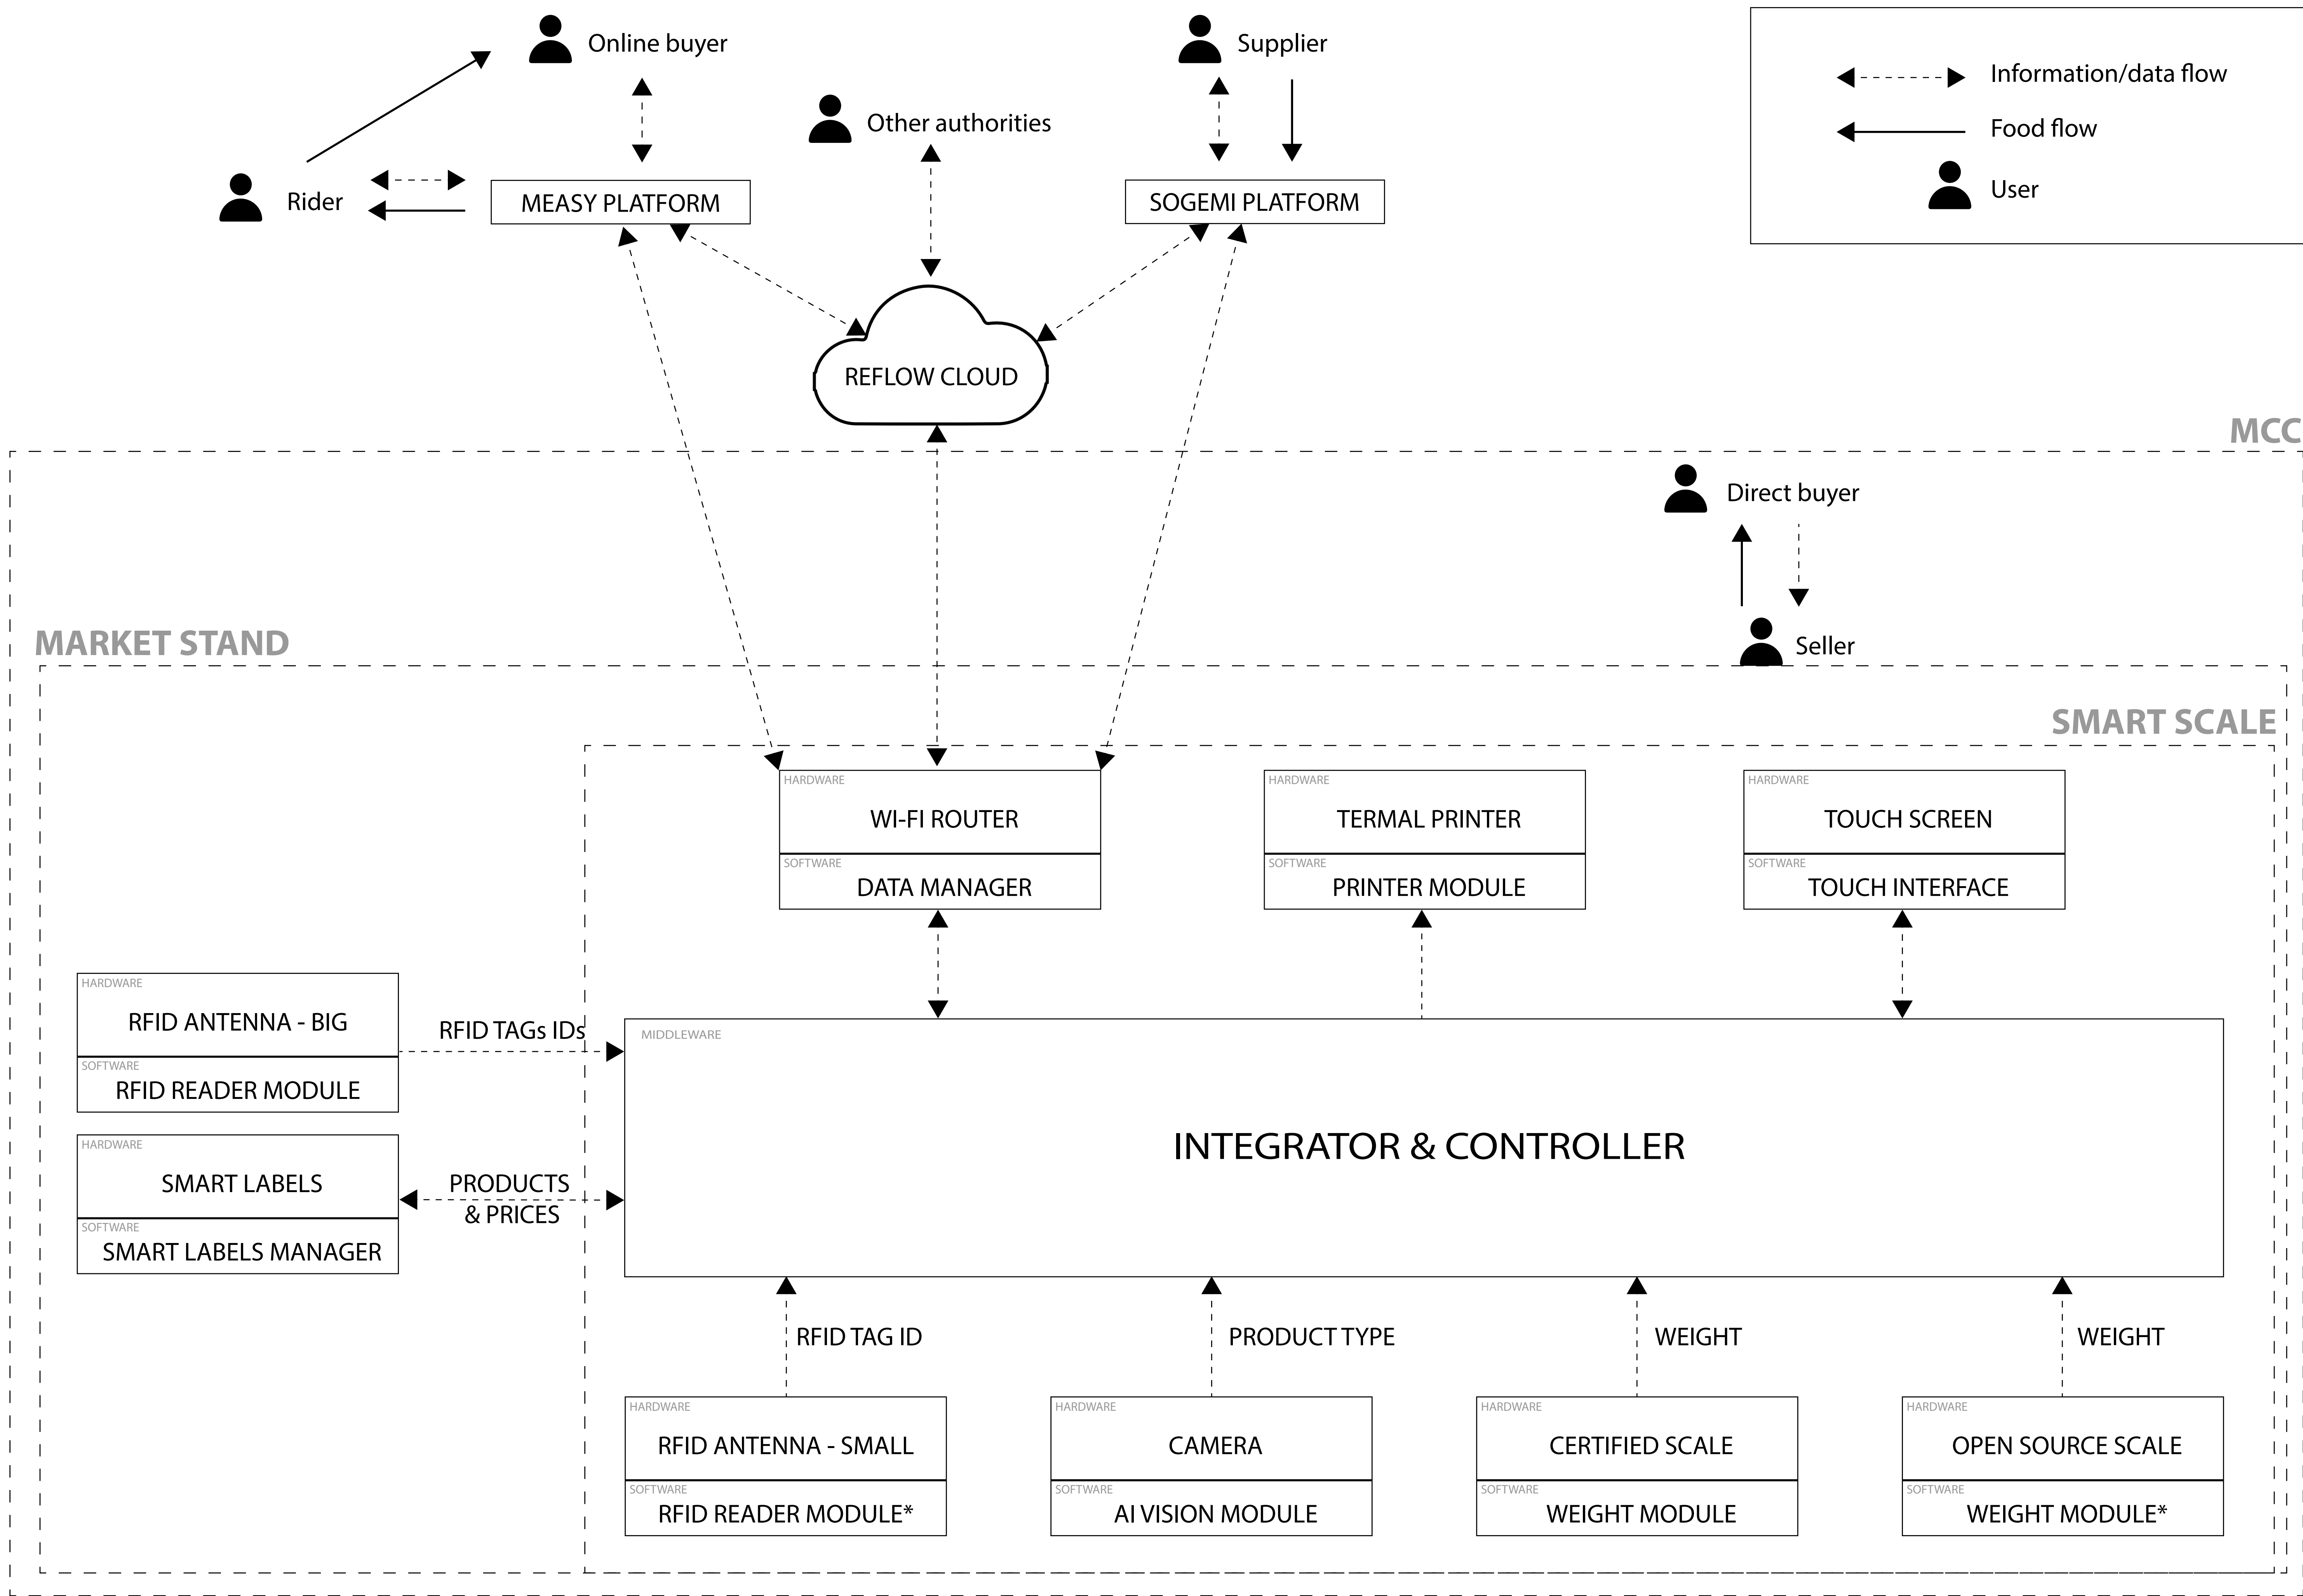 Online buyer
Supplier
Information/data flow
Other authorities
Food flow
Rider
MEASY PLATFORM
SOGEMI PLATFORM
User
REFLOW CLOUD
MCC
Direct buyer
MARKET STAND
Seller
SMART SCALE
HARDWARE
WI-FI ROUTER
SOFTWARE
DATA MANAGER
HARDWARE
TERMAL PRINTER
SOFTWARE
PRINTER MODULE
HARDWARE
TOUCH SCREEN
SOFTWARE
TOUCH INTERFACE
HARDWARE
RFID ANTENNA - BIG
SOFTWARE
RFID READER MODULE
RFID TAGs IDs
MIDDLEWARE
INTEGRATOR & CONTROLLER
HARDWARE
SMART LABELS
SOFTWARE
SMART LABELS MANAGER
PRODUCTS
& PRICES
RFID TAG ID
PRODUCT TYPE
WEIGHT
WEIGHT
HARDWARE
RFID ANTENNA - SMALL
SOFTWARE
RFID READER MODULE*
HARDWARE
CAMERA
SOFTWARE
AI VISION MODULE
HARDWARE
CERTIFIED SCALE
SOFTWARE
WEIGHT MODULE
HARDWARE
OPEN SOURCE SCALE
SOFTWARE
WEIGHT MODULE*